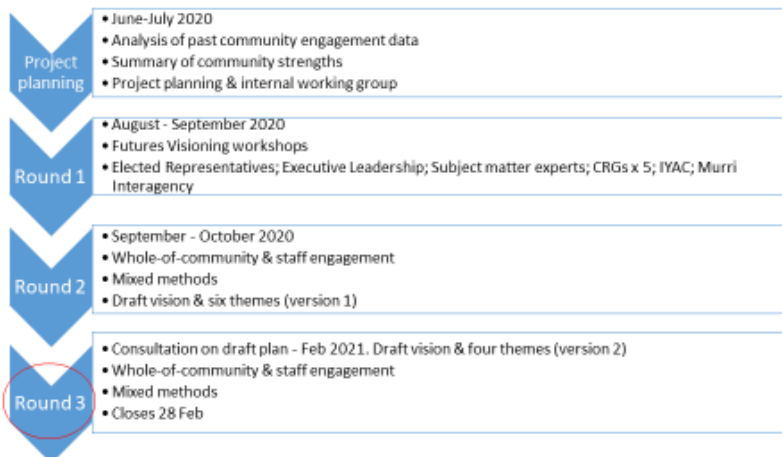 Project
planning
• June-July 2020
• Analysis of past community engagement data
• Summary of community strengths
• Project planning & internal working group
Round 1
• August - September 2020
• Futures Visioning workshops
• Elected Representatives; Executive Leadership; Subject matter experts; CRGs x 5; IYAC; Murri
Interagency
Round 2
• September - October 2020
• Whole-of-community & staff engagement
• Mixed methods
• Draft vision & six themes (version 1)
Round 3
• Consultation on draft plan - Feb 2021. Draft vision & four themes (version 2)
• Whole-of-community & staff engagement
• Mixed methods
• Closes 28 Feb